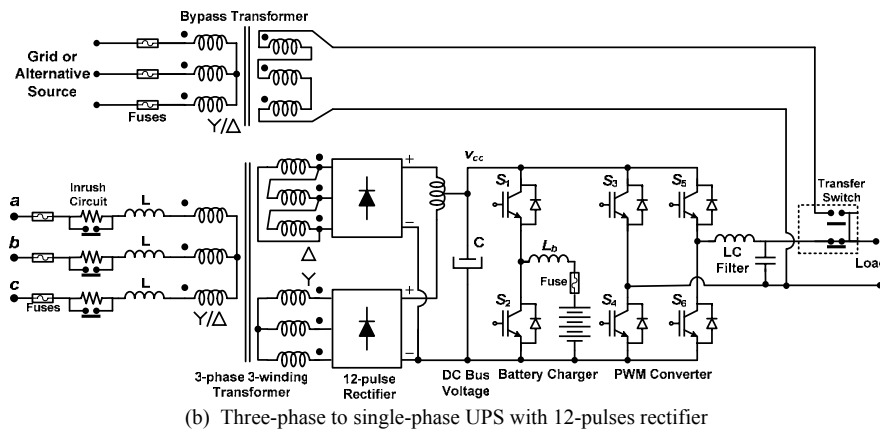 Bypass Transformer
Grid or
Alternative
Source
Fuses
Y/Δ
a
b
c
Inrush
Circuit
L
L
L
Fuses
Y/Δ
Δ
Y
3-phase 3-winding
Transformer
+
−
+
−
12-pulse
Rectifier
vcc
C
DC Bus
Voltage
S1
S2
Lb
Fuse
Battery Charger
S3
S5
S4
S6
PWM Converter
LC
Filter
Transfer
Switch
Load
(b) Three-phase to single-phase UPS with 12-pulses rectifier